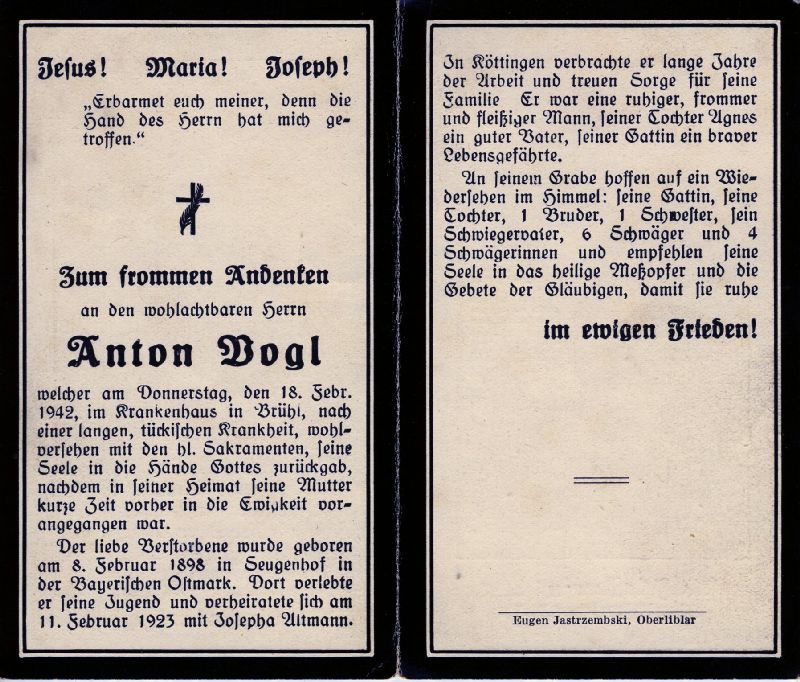 Jesus! Maria! Joseph!
„Erbarmet euch meiner, denn die
Hand des Herrn hat mich ge-
troffen.“
Zum frommen Andenken
an den wohlachtbaren Herrn
Anton Vogl
welcher am Donnerstag, den 18. Febr.
1942, im Krankenhaus in Brühl, nach
einer langen, tückischen Krankheit, wohl-
versehen mit den hl. Sakramenten, seine
Seele in die Hände Gottes zurückgab,
nachdem in seiner Heimat seine Mutter
kurze Zeit vorher in die Ewigkeit vor-
angegangen war.
Der liebe Verstorbene wurde geboren
am 8. Februar 1898 in Seugenhof in
der Bayerischen Ostmark. Dort verlebte
er seine Jugend und verheiratete sich am
11. Februar 1923 mit Josepha Altmann.
In Köttingen verbrachte er lange Jahre
der Arbeit und treuen Sorge für seine
Familie Er war eine ruhiger, frommer
und fleißiger Mann, seiner Tochter Agnes
ein guter Vater, seiner Gattin ein braver
Lebensgefährte.
An seinem Grabe hoffen auf ein Wie-
dersehen im Himmel: seine Gattin, seine
Tochter, 1 Bruder, 1 Schwester, sein
Schwiegervater, 6 Schwäger und 4
Schwägerinnen und empfehlen seine
Seele in das heilige Meßopfer und die
Gebete der Gläubigen, damit sie ruhe
im ewigen Frieden!
Eugen Jastrzembski, Oberliblar